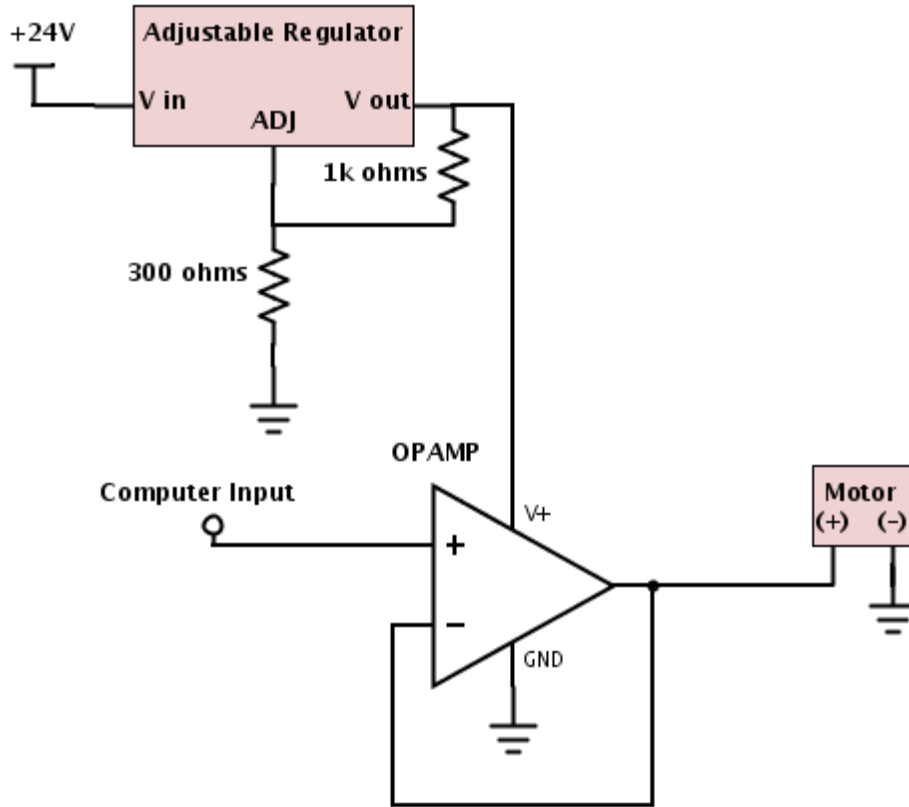 +24V
Adjustable Regulator
V in
V out
ADJ
1k ohms
300 ohms
OPAMP
Computer Input
V+
Motor
(+) (-)
+
−
GND